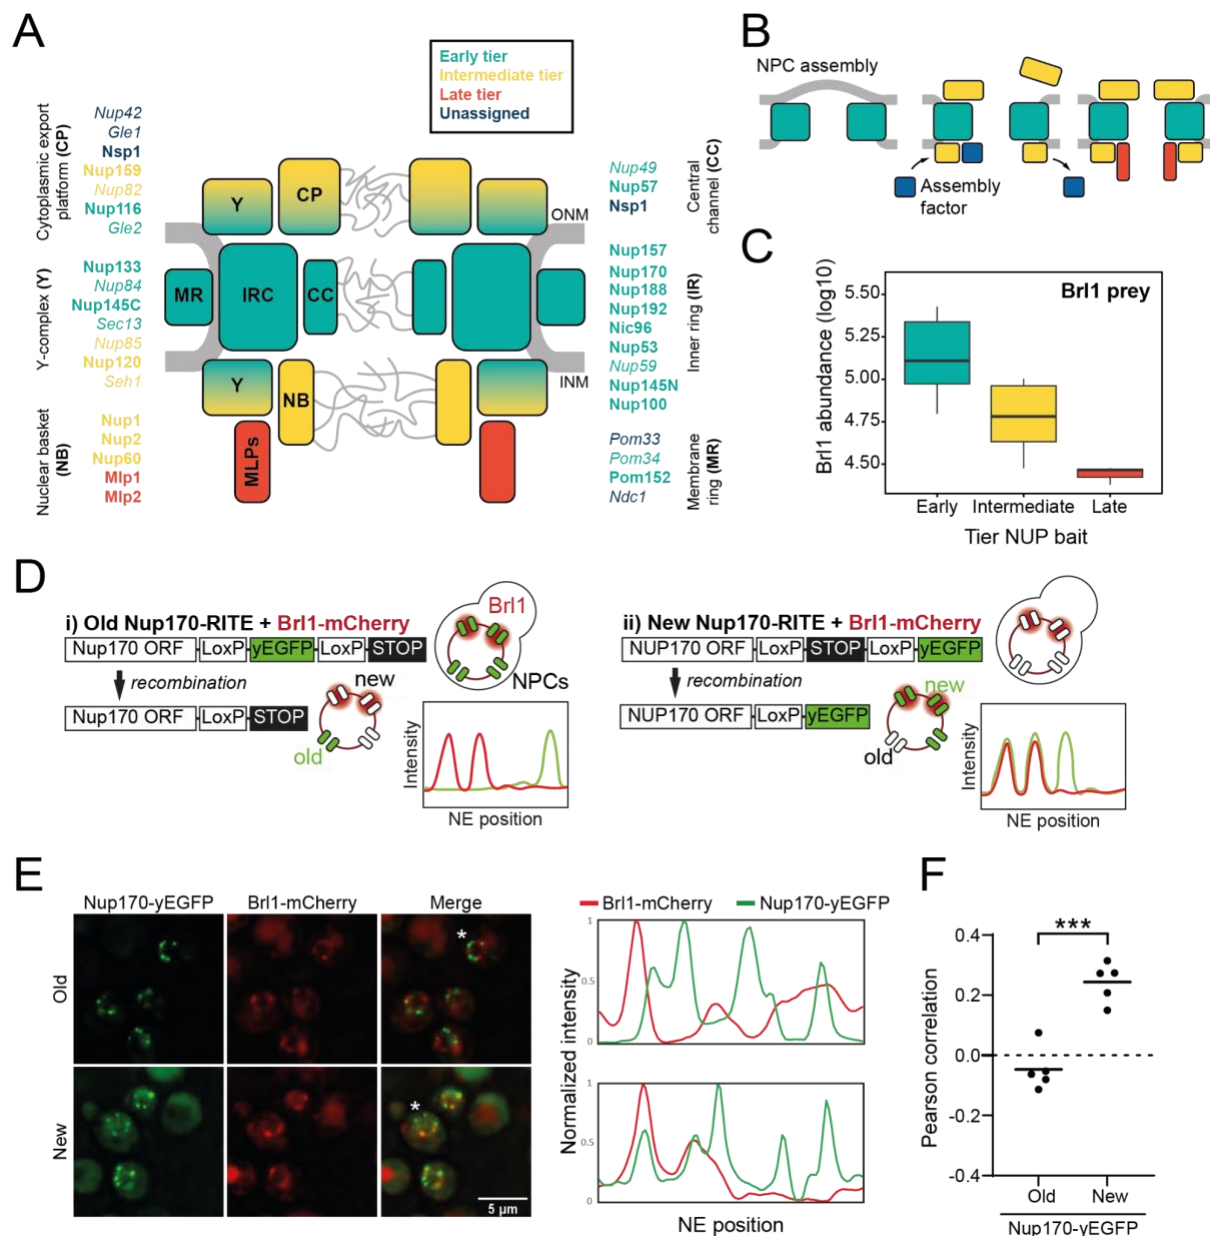 A
Early tier
Intermediate tier
Late tier
Unassigned
Cytoplasmic export
platform (CP)
Nup42
Gle1
Nsp1
Nup159
Nup82
Nup116
Gle2
Y-complex (Y)
Nup133
Nup84
Nup145C
Sec13
Nup85
Nup120
Seh1
Nuclear basket
(NB)
Nup1
Nup2
Nup60
Mlp1
Mlp2
Y
CP
ONM
MR
IRC
CC
Y
NB
INM
MLPs
Nup49
Nup57
Nsp1
Central
channel (CC)
Nup157
Nup170
Nup188
Nup192
Nic96
Nup53
Nup59
Nup145N
Nup100
Inner ring (IR)
Pom33
Pom34
Pom152
Ndc1
Membrane
ring (MR)
B
NPC assembly
Assembly
factor
C
Brl1 prey
Brl1 abundance (log10)
5.50
5.25
5.00
4.75
4.50
Early
Intermediate
Late
Tier NUP bait
D
i) Old Nup170-RITE + Brl1-mCherry
Nup170 ORF LoxP yEGFP LoxP STOP
recombination
Nup170 ORF LoxP STOP
new
old
Brl1
NPCs
Intensity
NE position
ii) New Nup170-RITE + Brl1-mCherry
NUP170 ORF LoxP STOP LoxP yEGFP
recombination
NUP170 ORF LoxP yEGFP
new
old
Intensity
NE position
E
Nup170-yEGFP
Brl1-mCherry
Merge
Old
*
New
*
5 µm
Brl1-mCherry
Nup170-yEGFP
Normalized intensity
1
0.5
0
1
0.5
0
NE position
F
***
Pearson correlation
0.4
0.2
0.0
-0.2
-0.4
Old
New
Nup170-yEGFP